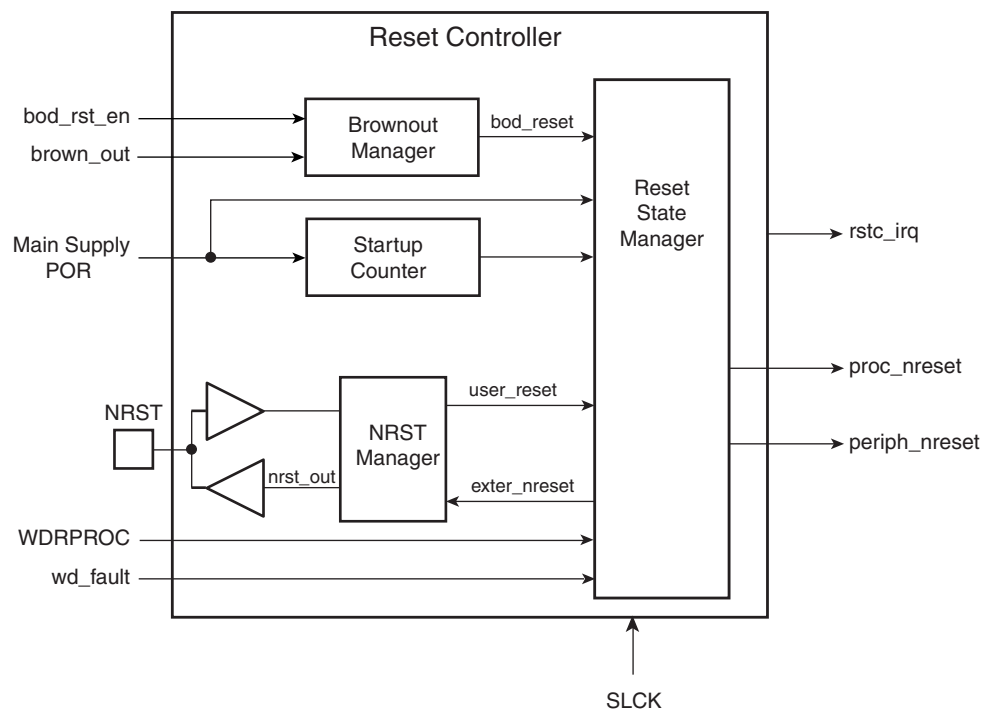 Reset Controller
bod_rst_en
brown_out
Brownout
Manager
bod_reset
Main Supply
POR
Startup
Counter
Reset
State
Manager
rstc_irq
proc_nreset
periph_nreset
NRST
NRST
Manager
user_reset
nrst_out
exter_nreset
WDRPROC
wd_fault
SLCK